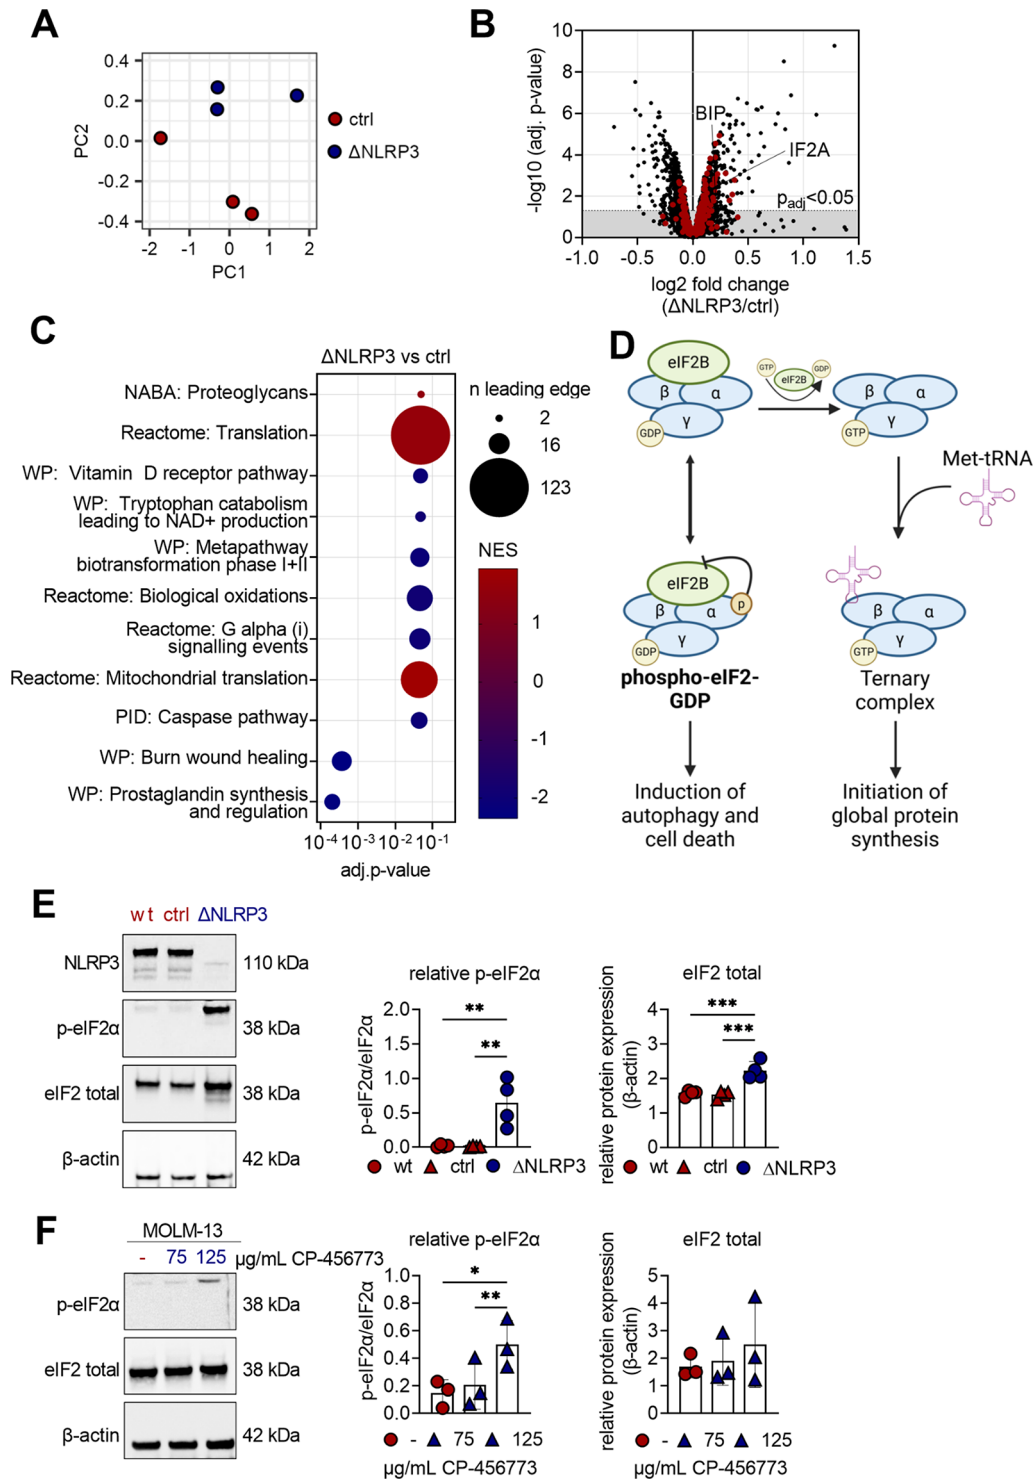 A
0.4
0.2
0.0
-0.2
-0.4
PC2
-2
-1
0
1
2
PC1
ctrl
ΔNLRP3
B
10
8
6
4
2
0
-log10 (adj. p-value)
BIP
IF2A
padj<0.05
-1.0
-0.5
0.0
0.5
1.0
1.5
log2 fold change
(ΔNLRP3/ctrl)
C
ΔNLRP3 vs ctrl
NABA: Proteoglycans
Reactome: Translation
WP: Vitamin D receptor pathway
WP: Tryptophan catabolism
leading to NAD+ production
WP: Metapathway
biotransformation phase I+II
Reactome: Biological oxidations
Reactome: G alpha (i)
signalling events
Reactome: Mitochondrial translation
PID: Caspase pathway
WP: Burn wound healing
WP: Prostaglandin synthesis
and regulation
10-4 10-3 10-2 10-1
adj.p-value
n leading edge
2
16
123
NES
1
0
-1
-2
D
eIF2B
β
α
γ
GDP
GTP
eIF2B
GDP
β
α
γ
GTP
Met-tRNA
eIF2B
β
α
p
γ
GDP
β
α
γ
GTP
phospho-eIF2-
GDP
Ternary
complex
Induction of
autophagy and
cell death
Initiation of
global protein
synthesis
E
wt ctrl ΔNLRP3
NLRP3
110 kDa
p-eIF2α
38 kDa
eIF2 total
38 kDa
β-actin
42 kDa
relative p-eIF2α
2.0
1.5
1.0
0.5
0.0
p-eIF2α/eIF2α
**
**
wt
ctrl
ΔNLRP3
eIF2 total
4
3
2
1
0
relative protein expression
(β-actin)
***
***
wt
ctrl
ΔNLRP3
F
MOLM-13
- 75 125 µg/mL CP-456773
p-eIF2α
38 kDa
eIF2 total
38 kDa
β-actin
42 kDa
relative p-eIF2α
1.0
0.8
0.6
0.4
0.2
0.0
p-eIF2α/eIF2α
*
**
-
75
125
µg/mL CP-456773
eIF2 total
5
4
3
2
1
0
relative protein expression
(β-actin)
-
75
125
µg/mL CP-456773